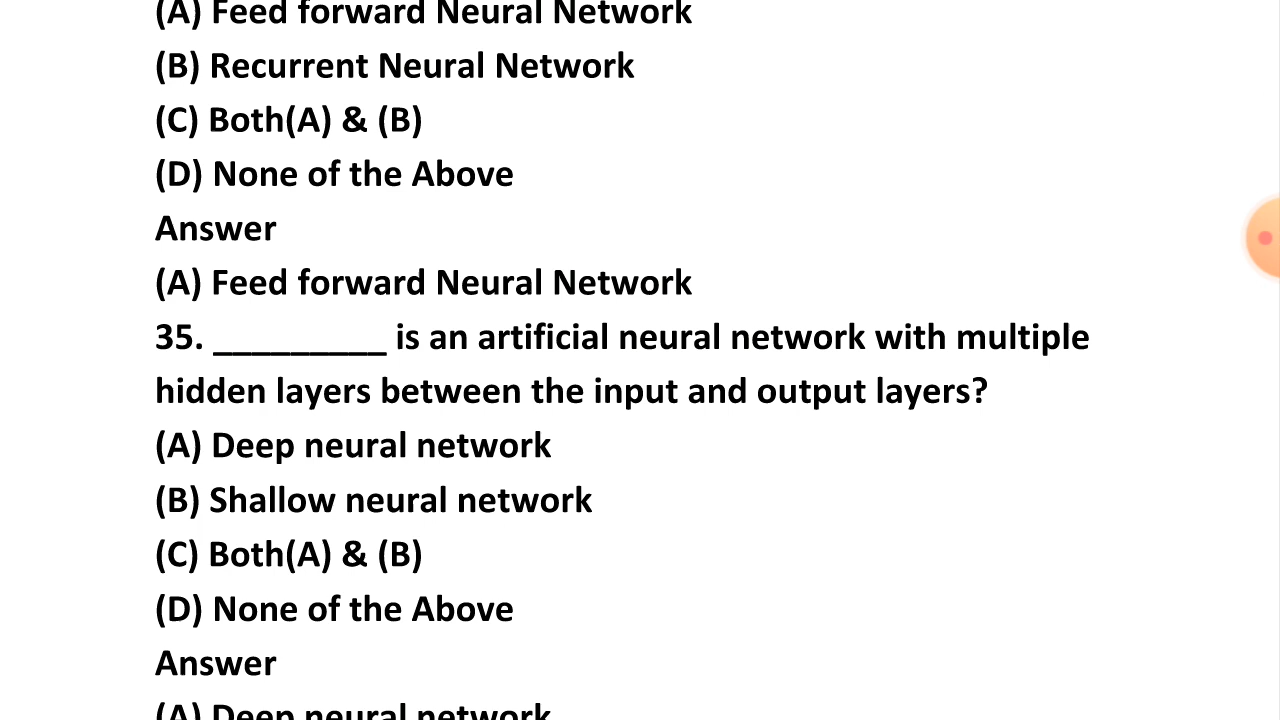 (A) Feed forward Neural Network
(B) Recurrent Neural Network
(C) Both(A) & (B)
(D) None of the Above
Answer
(A) Feed forward Neural Network
35. _________ is an artificial neural network with multiple
hidden layers between the input and output layers?
(A) Deep neural network
(B) Shallow neural network
(C) Both(A) & (B)
(D) None of the Above
Answer
(A) Deep neural network